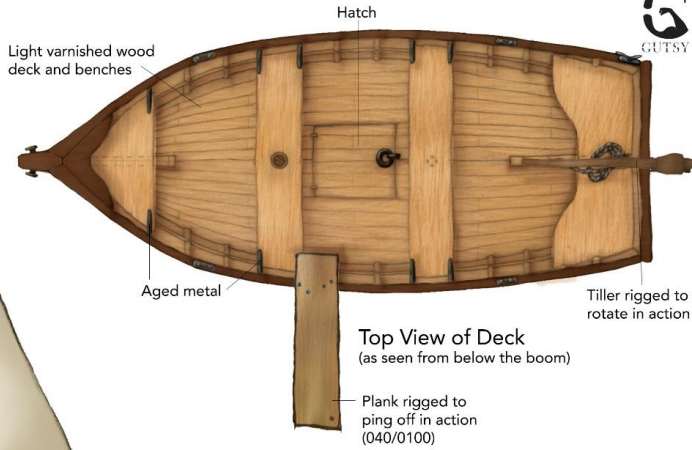 Hatch
GUTSY
Light varnished wood
deck and benches
Aged metal
Tiller rigged to
rotate in action
Top View of Deck
(as seen from below the boom)
Plank rigged to
ping off in action
(040/0100)